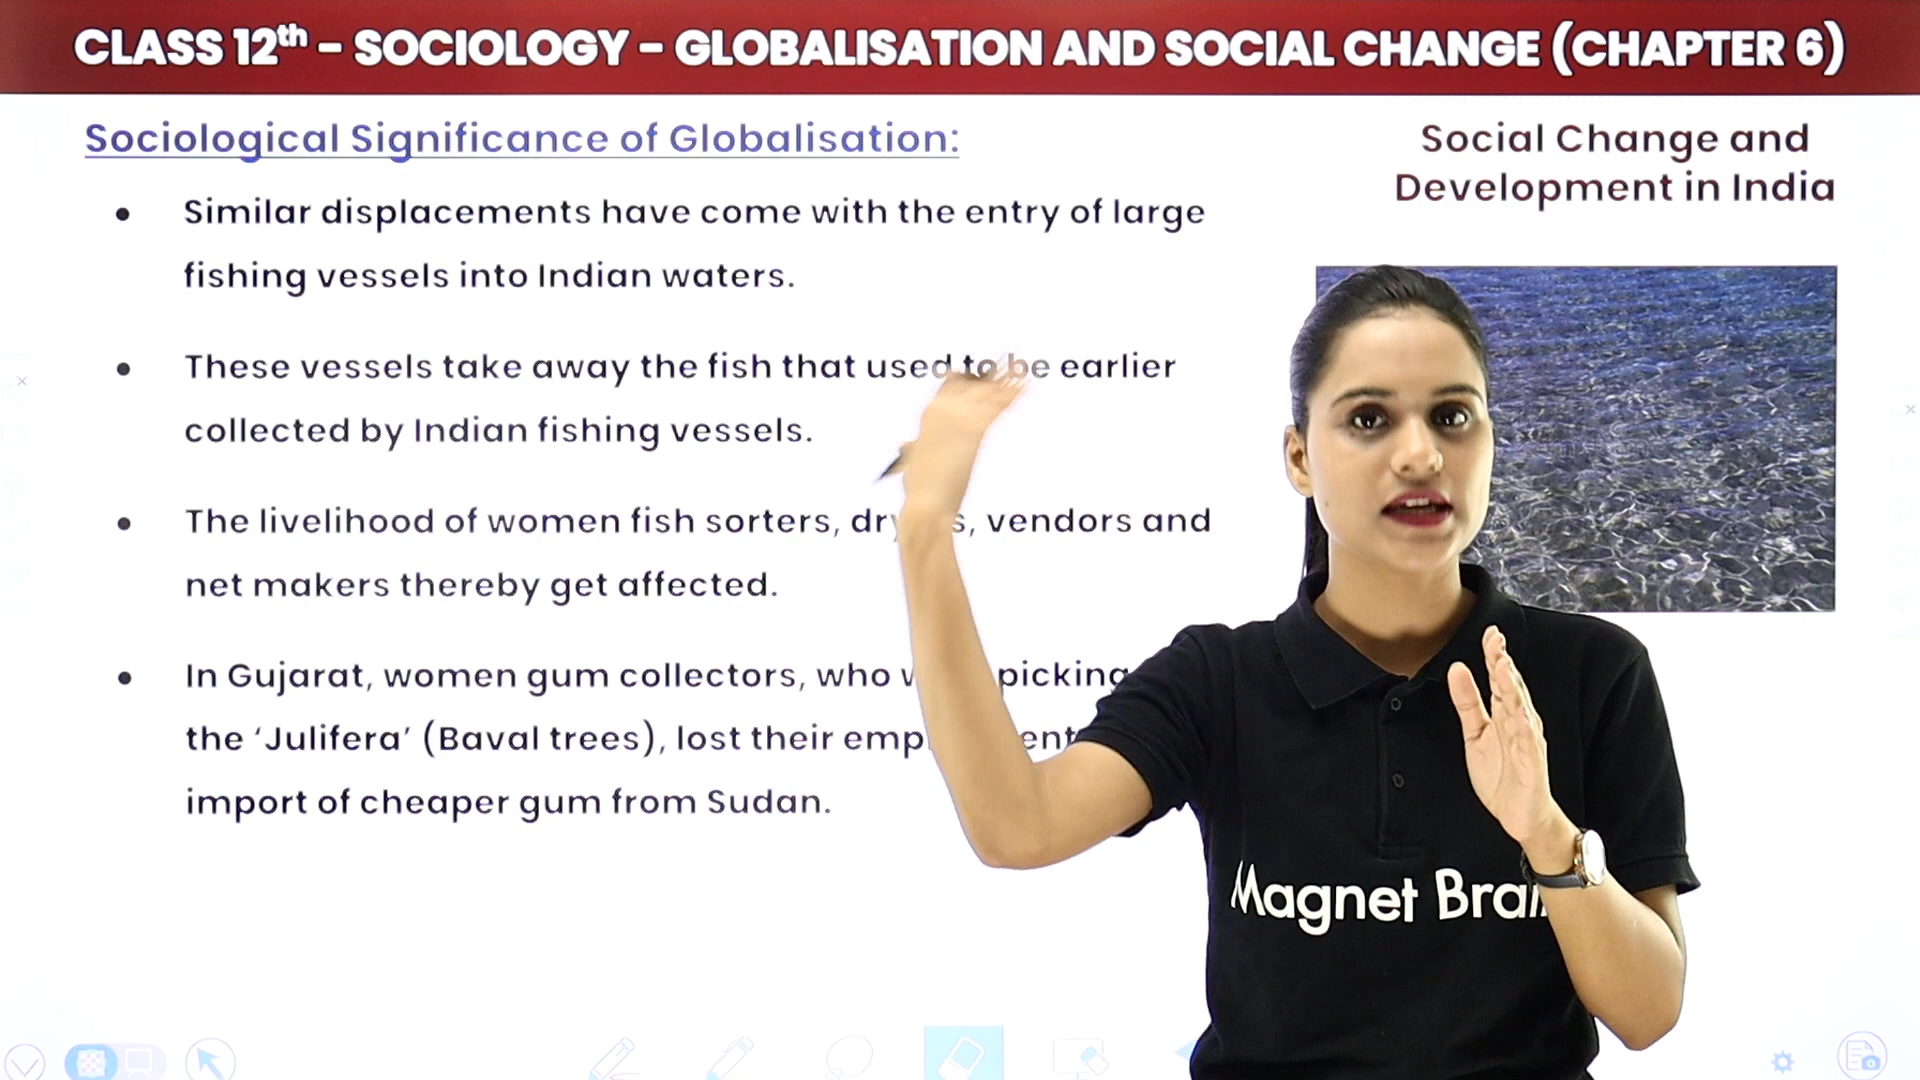 CLASS 12th - SOCIOLOGY - GLOBALISATION AND SOCIAL CHANGE (CHAPTER 6)
Sociological Significance of Globalisation:
Social Change and
Development in India
• Similar displacements have come with the entry of large
fishing vessels into Indian waters.
• These vessels take away the fish that used to be earlier
collected by Indian fishing vessels.
• The livelihood of women fish sorters, vendors and
net makers thereby get affected.
• In Gujarat, women gum collectors, who picking
the ‘Julifera’ (Baval trees), lost their
import of cheaper gum from Sudan.
Magnet